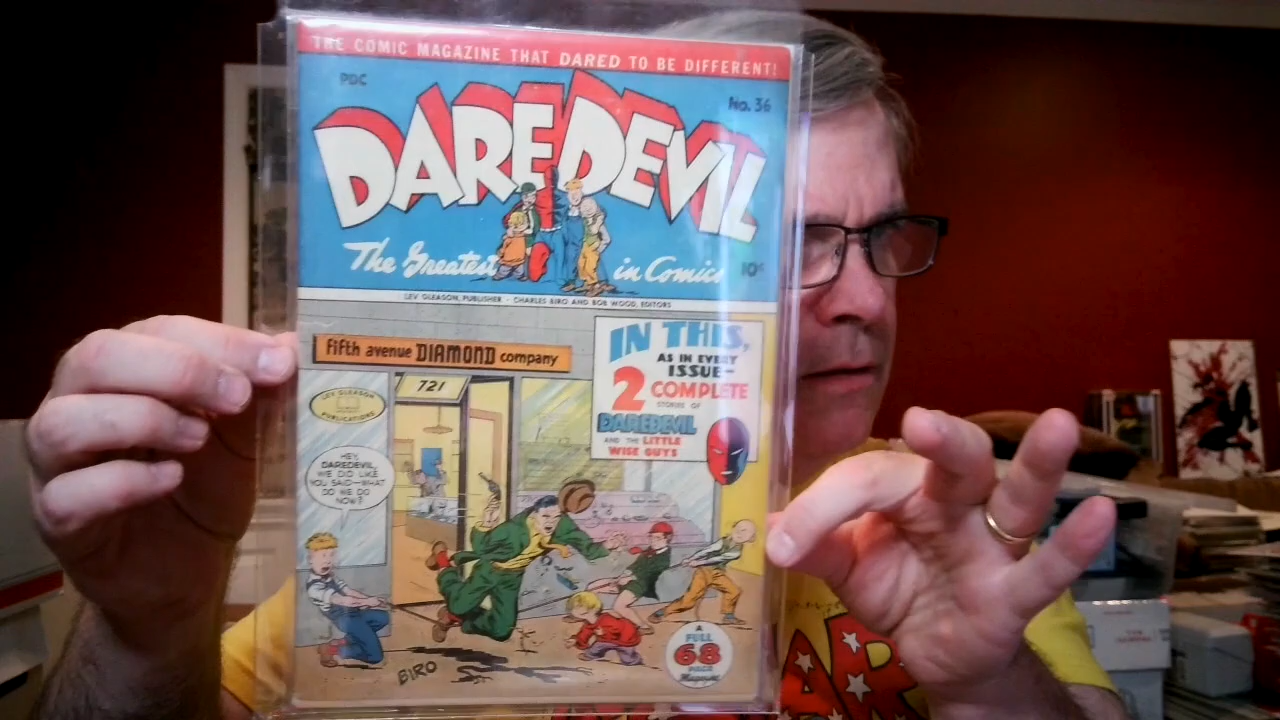 THE COMIC MAGAZINE THAT DARED TO BE DIFFERENT!
PDC
No. 36
DAREDEVIL
The Greatest in Comics
10¢
LEV GLEASON, PUBLISHER - CHARLES BIRO AND BOB WOOD, EDITORS
fifth avenue DIAMOND company
721
LEV GLEASON
PUBLICATIONS
IN THIS,
AS IN EVERY
ISSUE-
2 COMPLETE
STORIES OF
DAREDEVIL
AND THE LITTLE
WISE GUYS
HEY,
DAREDEVIL,
WE DID LIKE
YOU SAID-WHAT
DO WE DO
NOW?
BIRO
A
FULL
68
PAGE
Magazine
AR